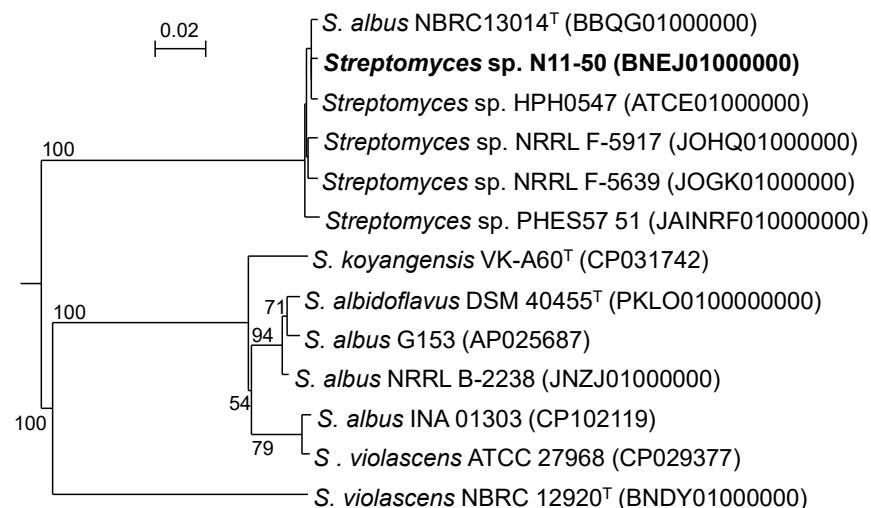 0.02
S. albus NBRC13014ᵀ (BBQG01000000)
Streptomyces sp. N11-50 (BNEJ01000000)
Streptomyces sp. HPH0547 (ATCE01000000)
Streptomyces sp. NRRL F-5917 (JOHQ01000000)
100
Streptomyces sp. NRRL F-5639 (JOGK01000000)
Streptomyces sp. PHES57 51 (JAINRF010000000)
S. koyangensis VK-A60ᵀ (CP031742)
S. albidoflavus DSM 40455ᵀ (PKLO0100000000)
71
100
94
S. albus G153 (AP025687)
S. albus NRRL B-2238 (JNZJ01000000)
54
100
S. albus INA 01303 (CP102119)
79
S . violascens ATCC 27968 (CP029377)
S. violascens NBRC 12920ᵀ (BNDY01000000)